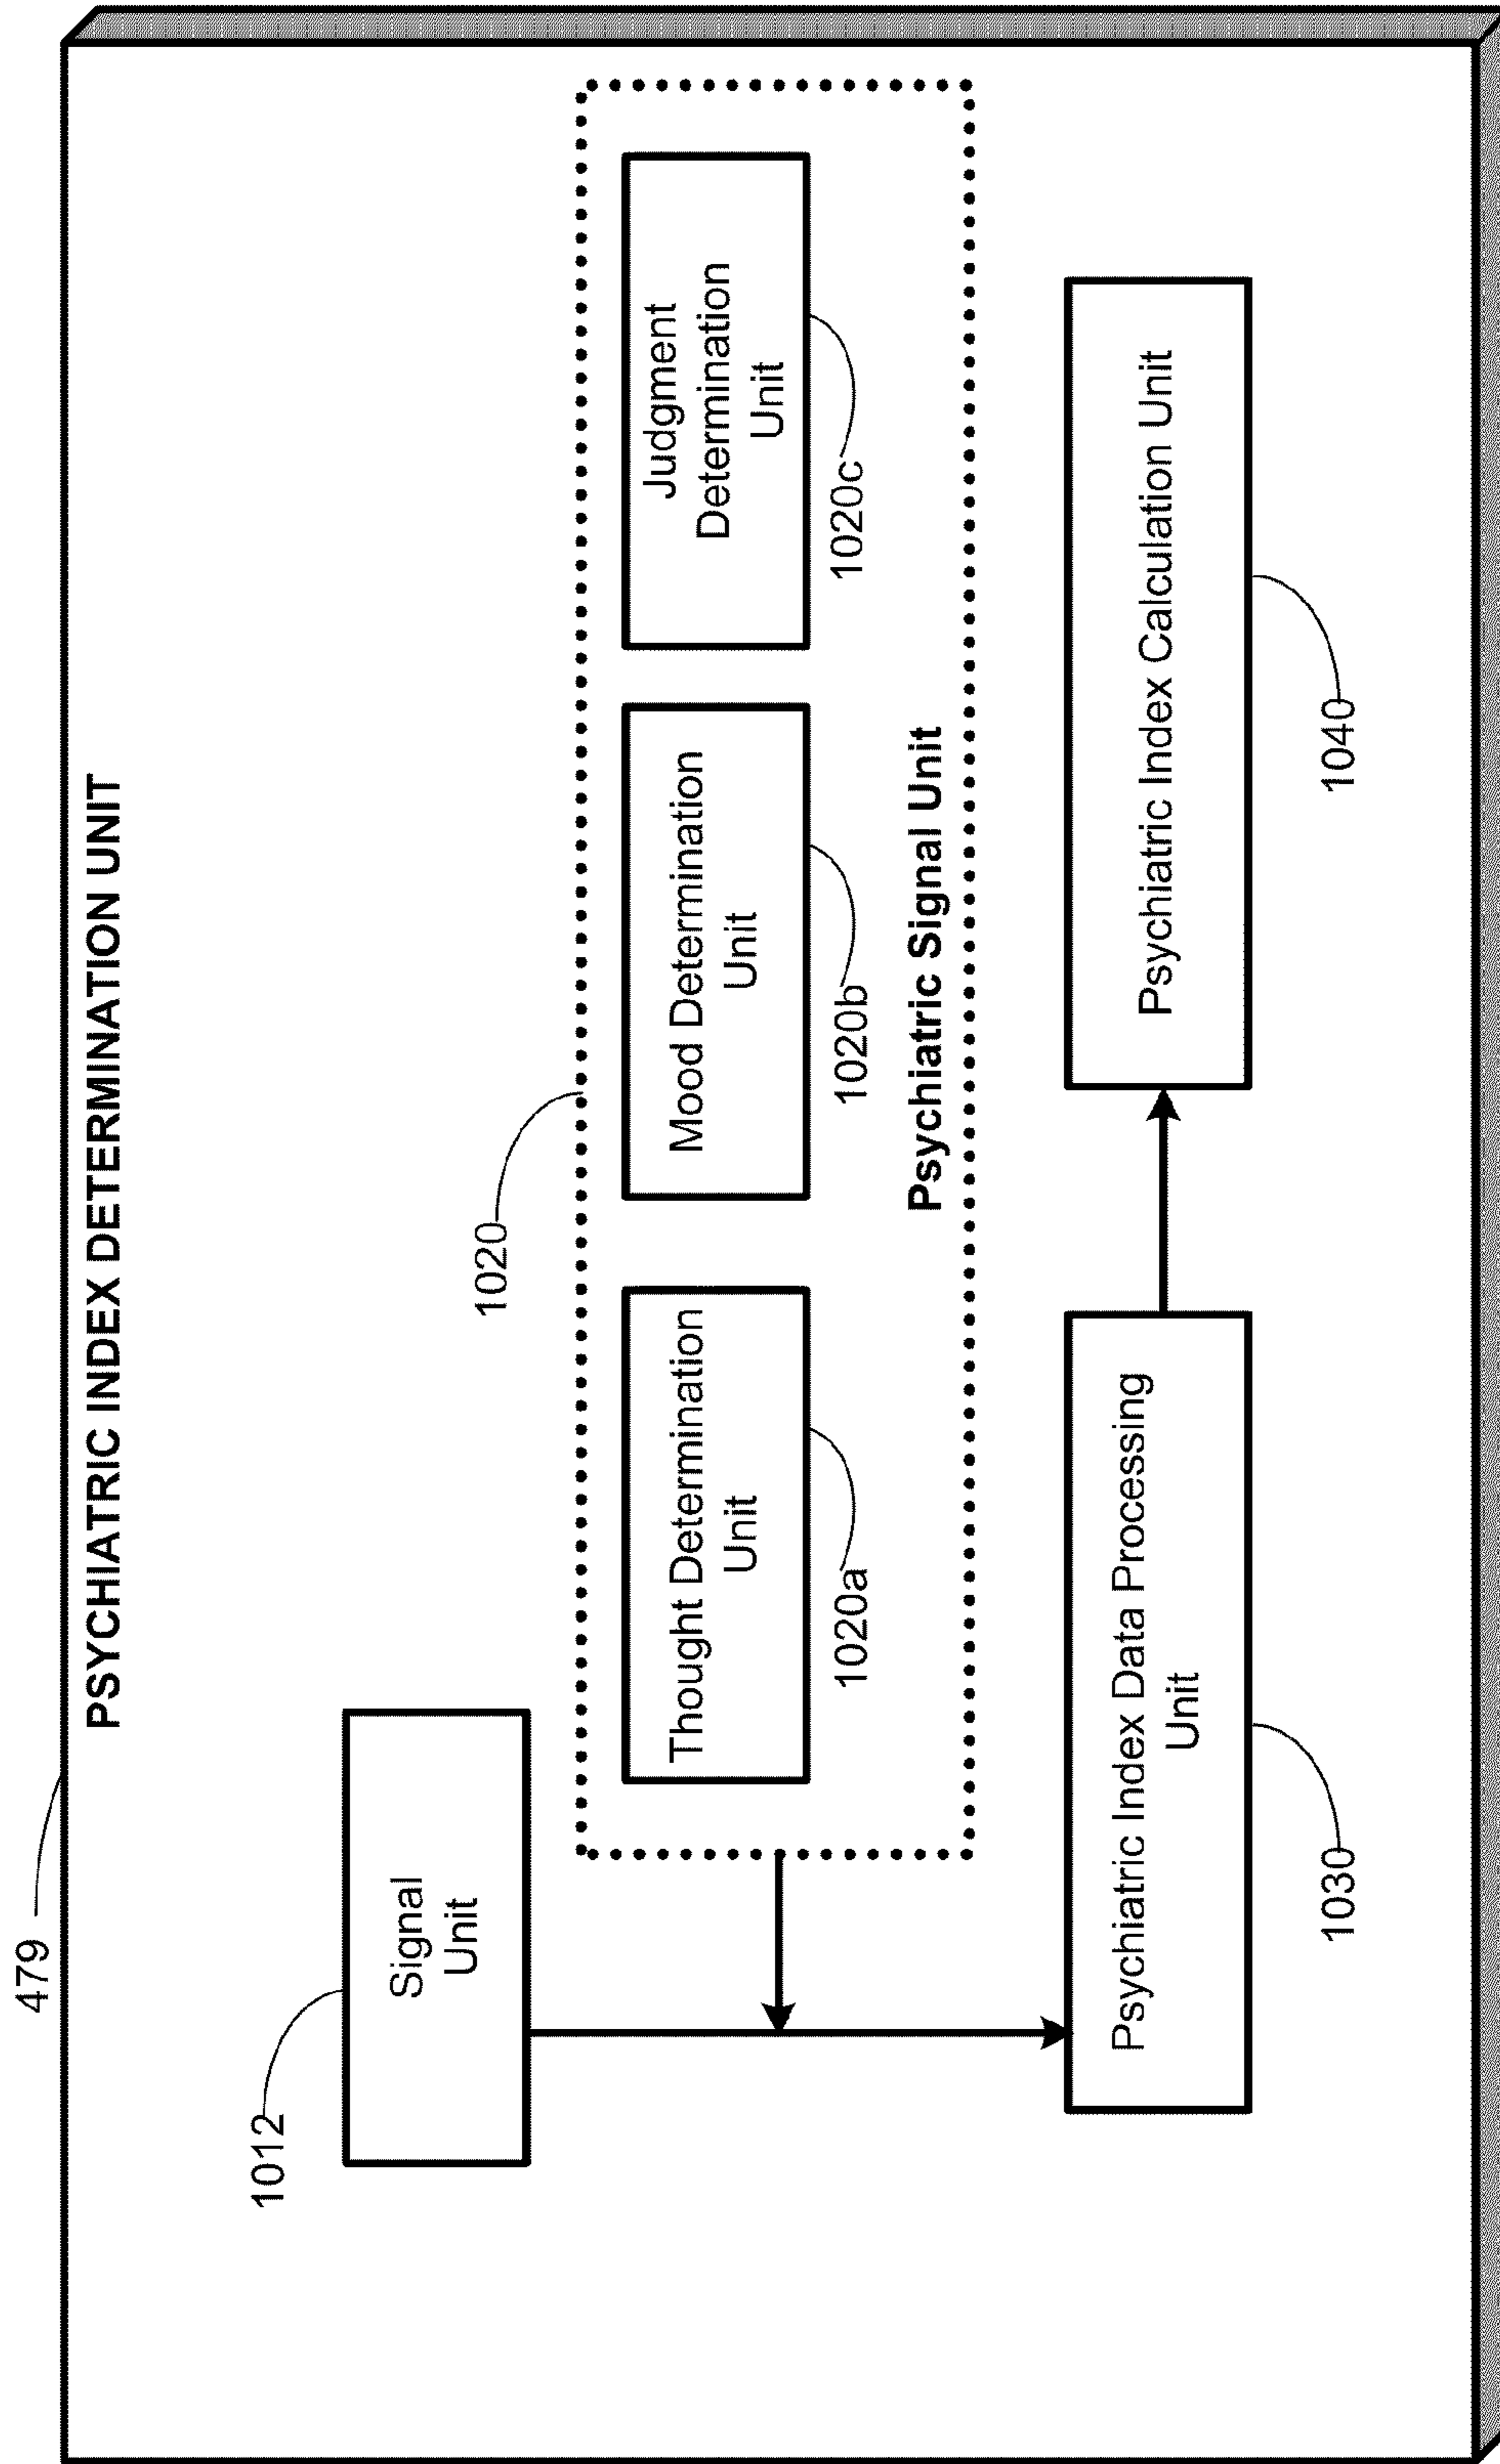 479
PSYCHIATRIC INDEX DETERMINATION UNIT
1012
Signal
Unit
1020
Thought Determination
Unit
1020a
Mood Determination
Unit
1020b
Judgment
Determination
Unit
1020c
Psychiatric Signal Unit
Psychiatric Index Data Processing
Unit
1030
Psychiatric Index Calculation Unit
1040